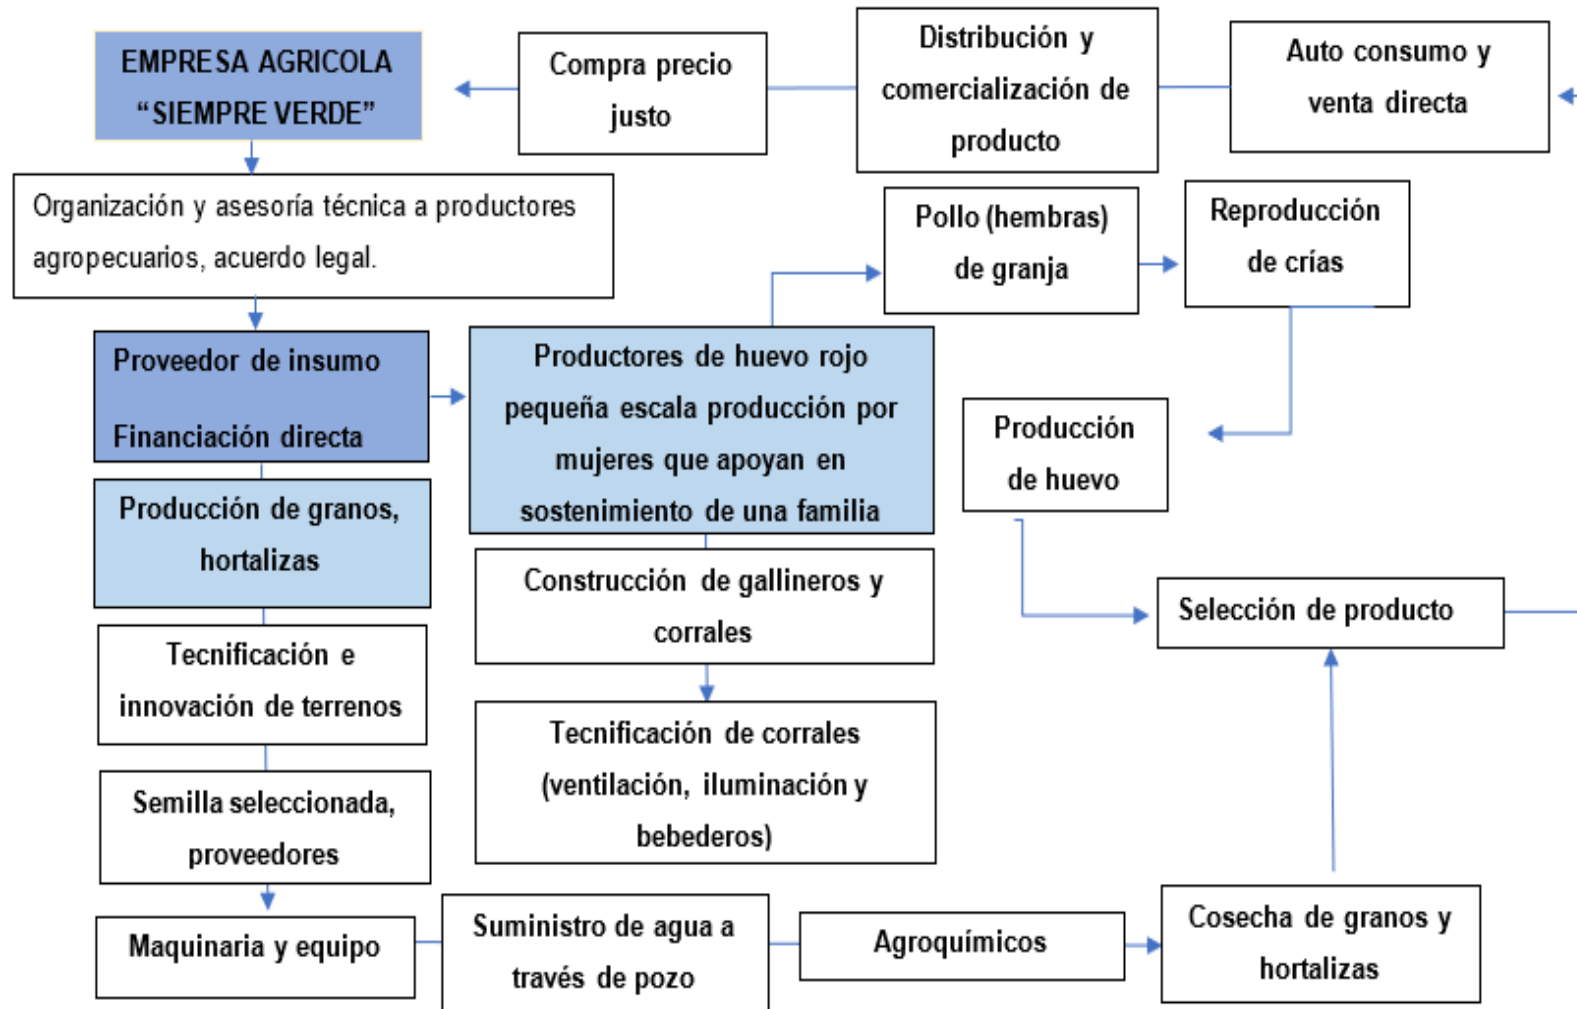 EMPRESA AGRICOLA
“SIEMPRE VERDE”
Compra precio
justo
Distribución y
comercialización de
producto
Auto consumo y
venta directa
Organización y asesoría técnica a productores
agropecuarios, acuerdo legal.
Pollo (hembras)
de granja
Reproducción
de crías
Proveedor de insumo
Financiación directa
Productores de huevo rojo
pequeña escala producción por
mujeres que apoyan en
sostenimiento de una familia
Producción
de huevo
Producción de granos,
hortalizas
Construcción de gallineros y
corrales
Selección de producto
Tecnificación e
innovación de terrenos
Tecnificación de corrales
(ventilación, iluminación y
bebederos)
Semilla seleccionada,
proveedores
Maquinaria y equipo
Suministro de agua a
través de pozo
Agroquímicos
Cosecha de granos y
hortalizas